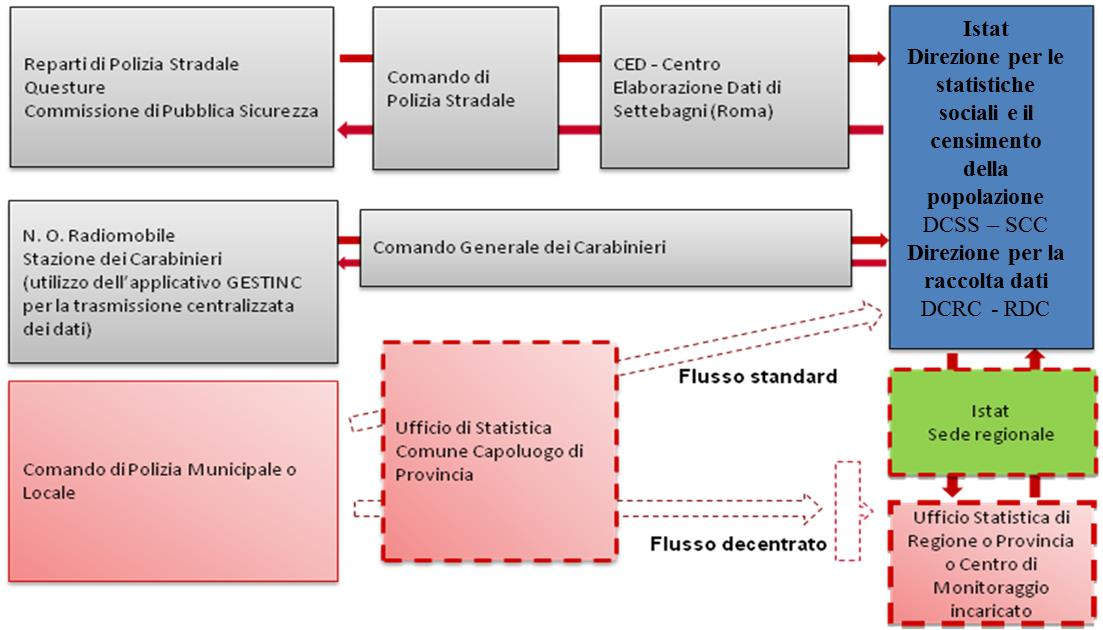 Reparti di Polizia Stradale
Questure
Commissione di Pubblica Sicurezza
Comando di
Polizia Stradale
CED - Centro
Elaborazione Dati di
Settebagni (Roma)
Istat
Direzione per le
statistiche
sociali e il
censimento
della
popolazione
DCSS – SCC
Direzione per la
raccolta dati
DCRC - RDC
N. O. Radiomobile
Stazione dei Carabinieri
(utilizzo dell'applicativo GESTINC
per la trasmissione centralizzata
dei dati)
Comando Generale dei Carabinieri
Flusso standard
Comando di Polizia Municipale o
Locale
Ufficio di Statistica
Comune Capoluogo di
Provincia
Flusso decentrato
Istat
Sede regionale
Ufficio Statistica di
Regione o Provincia
o Centro di
Monitoraggio
incaricato